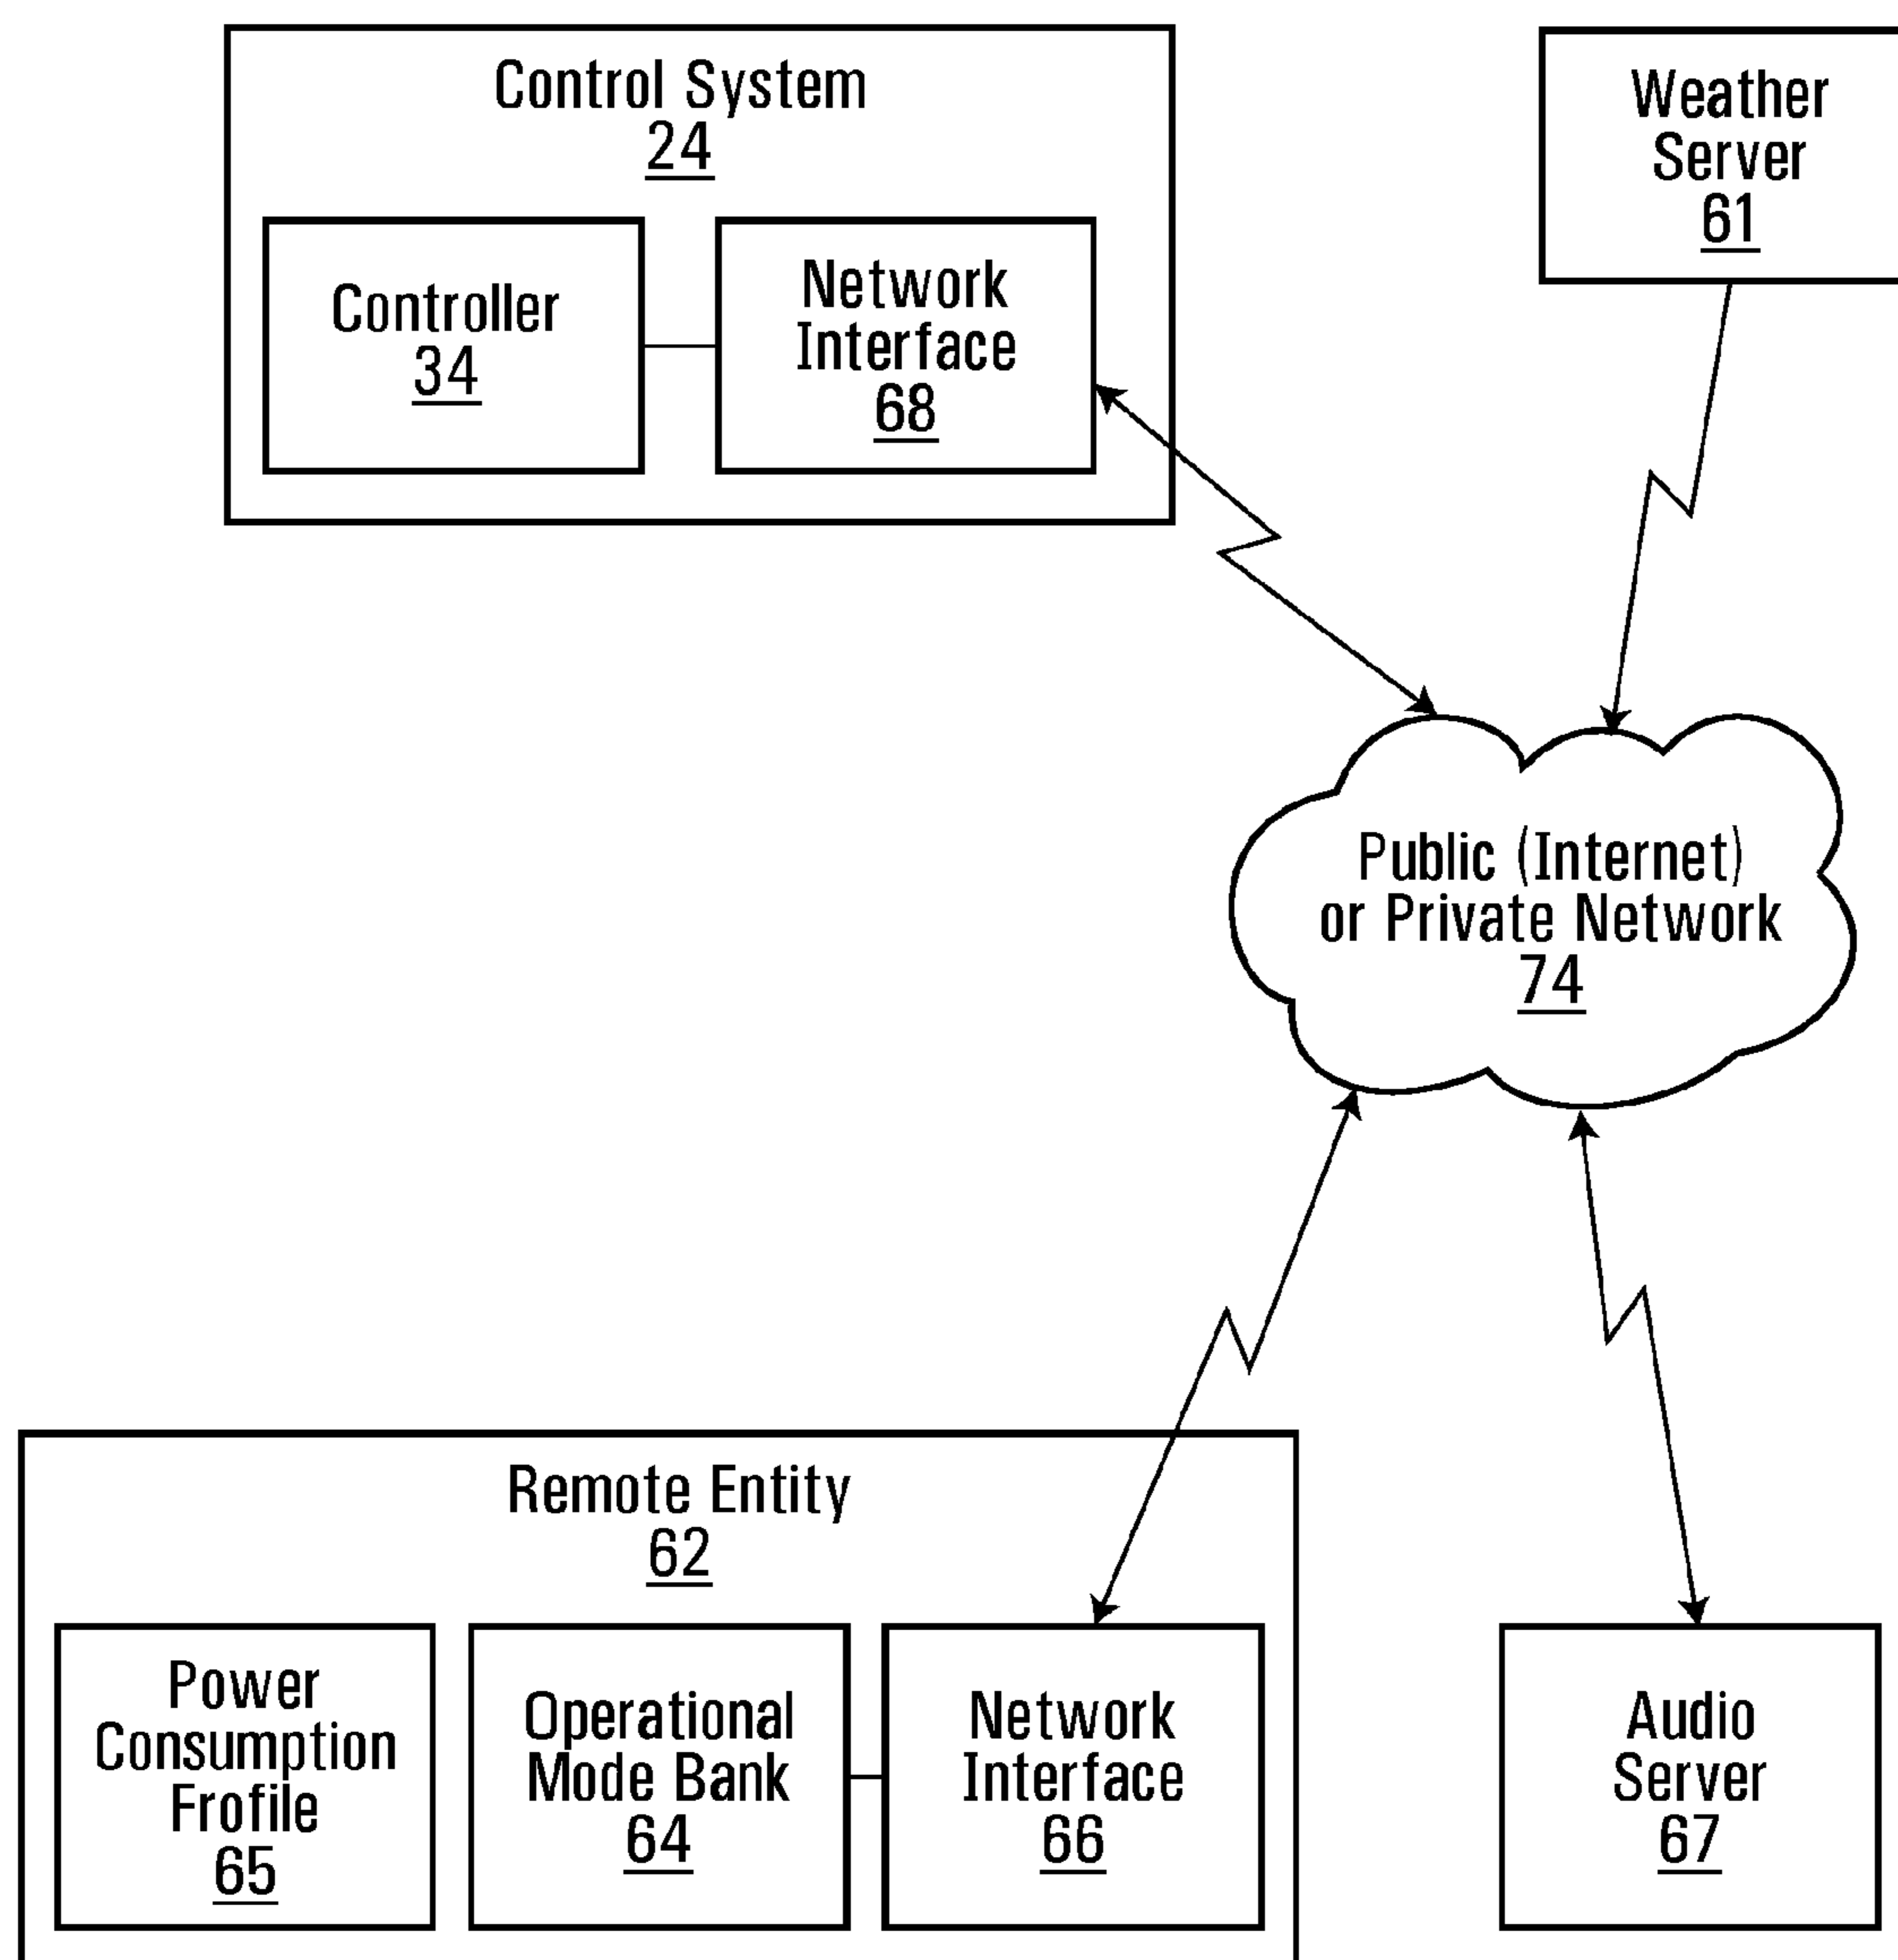 Control System
24
Controller
34
Network
Interface
68
Weather
Server
61
Public (Internet)
or Private Network
74
Remote Entity
62
Power
Consumption
Frofile
65
Operational
Mode Bank
64
Network
Interface
66
Audio
Server
67